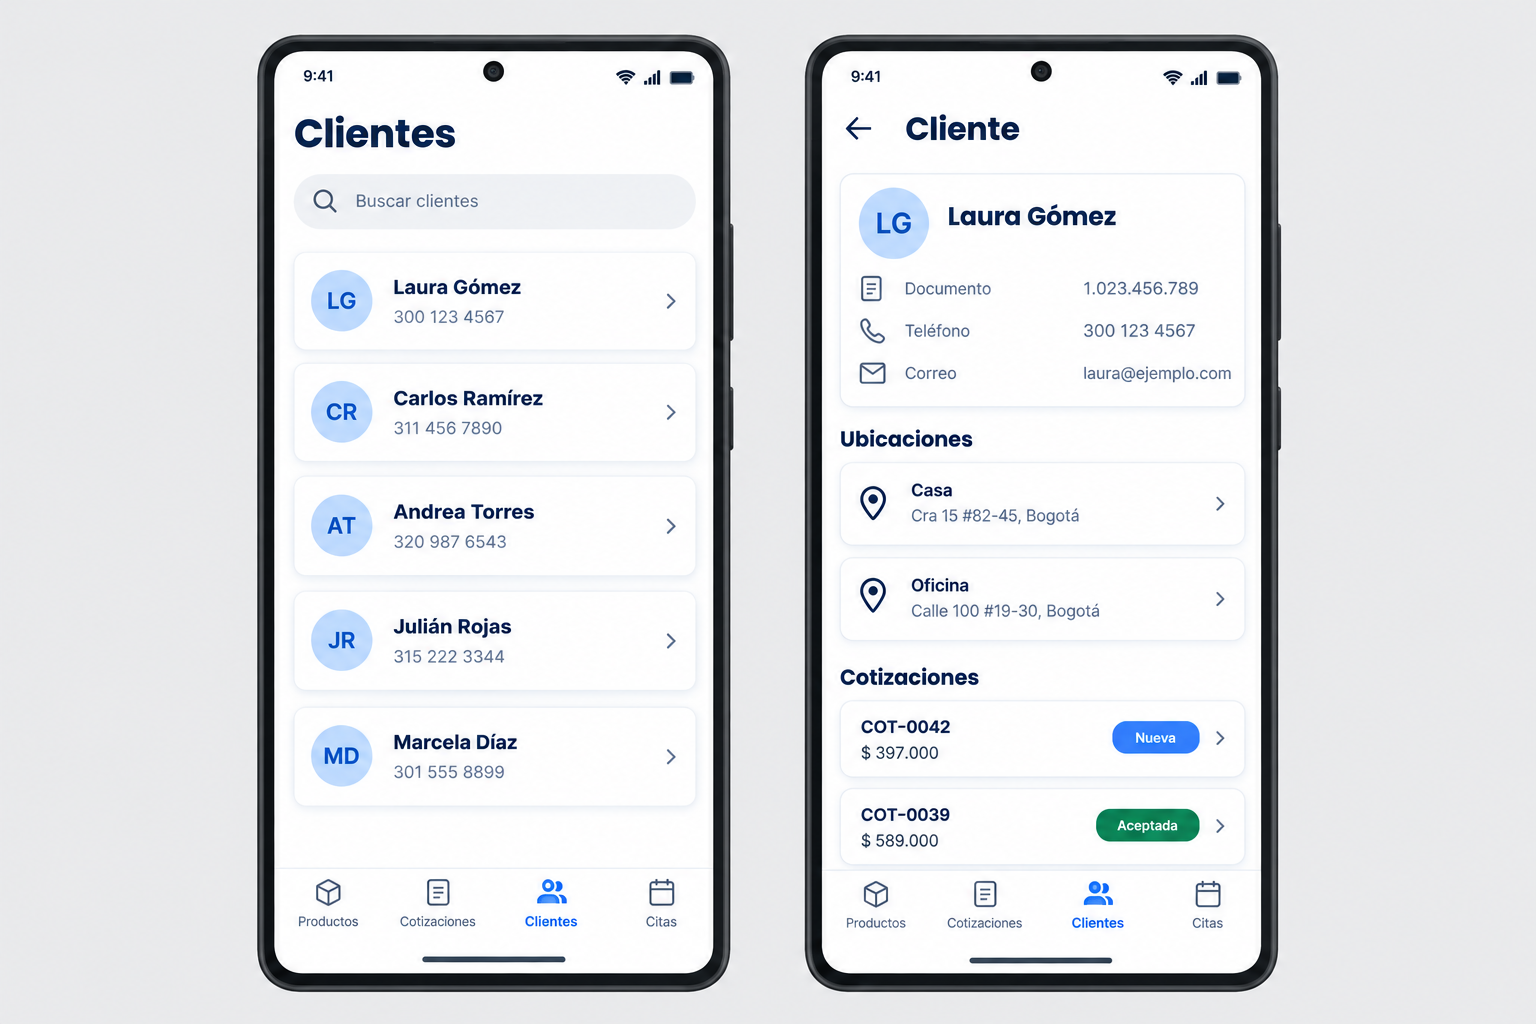 9:41
Clientes
Buscar clientes
LG
Laura Gómez
300 123 4567
CR
Carlos Ramírez
311 456 7890
AT
Andrea Torres
320 987 6543
JR
Julián Rojas
315 222 3344
MD
Marcela Díaz
301 555 8899
Productos
Cotizaciones
Clientes
Citas
9:41
Cliente
LG
Laura Gómez
Documento 1.023.456.789
Teléfono 300 123 4567
Correo laura@ejemplo.com
Ubicaciones
Casa
Cra 15 #82-45, Bogotá
Oficina
Calle 100 #19-30, Bogotá
Cotizaciones
COT-0042
$ 397.000
Nueva
COT-0039
$ 589.000
Aceptada
Productos
Cotizaciones
Clientes
Citas